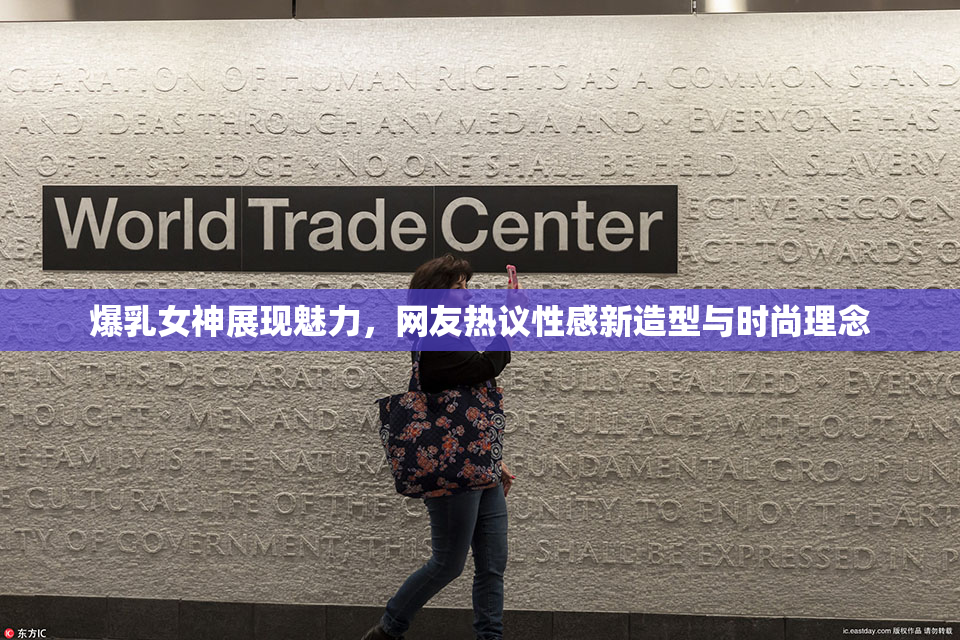 CLARATION OF HUMAN RIGHTS AS A COMMON STAND
AND IDEAS THROUGH ANY MEDIA AND · EVERYONE HAS T
N OF THIS PLEDGE · NO ONE SHALL BE HELD IN SLAVERY
ECTIVE RECOGN
World Trade Center
ACT TOWARDS O
爆乳女神展现魅力，网友热议性感新造型与时尚理念
IN THIS DECLARATION FULLY REALIZED · EVERYO
HOUGHT, MEN AND OF FULL AGE, WITHO
E FAMILY IS THE NATURA FUNDAMENTAL GROUP
E CULTURAL LIFE OF THE UNITY, TO ENJOY THE ART
TY OF GOVERNMENT; THIS SHALL BE EXPRESSED IN P
东方IC
ic.eastday.com 版权作品 请勿转载